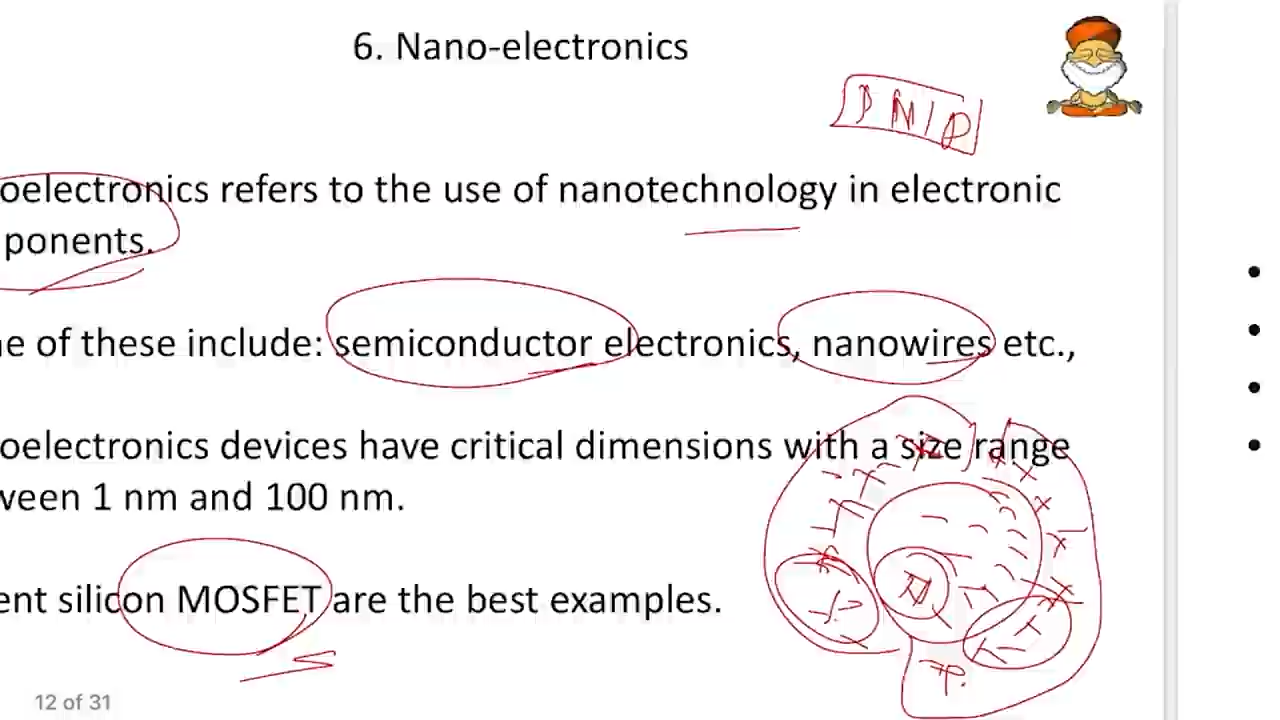 6. Nano-electronics
P N P
oelectronics refers to the use of nanotechnology in electronic
ponents.
ne of these include: semiconductor electronics, nanowires etc.,
oelectronics devices have critical dimensions with a size range
ween 1 nm and 100 nm.
ent silicon MOSFET are the best examples.
12 of 31